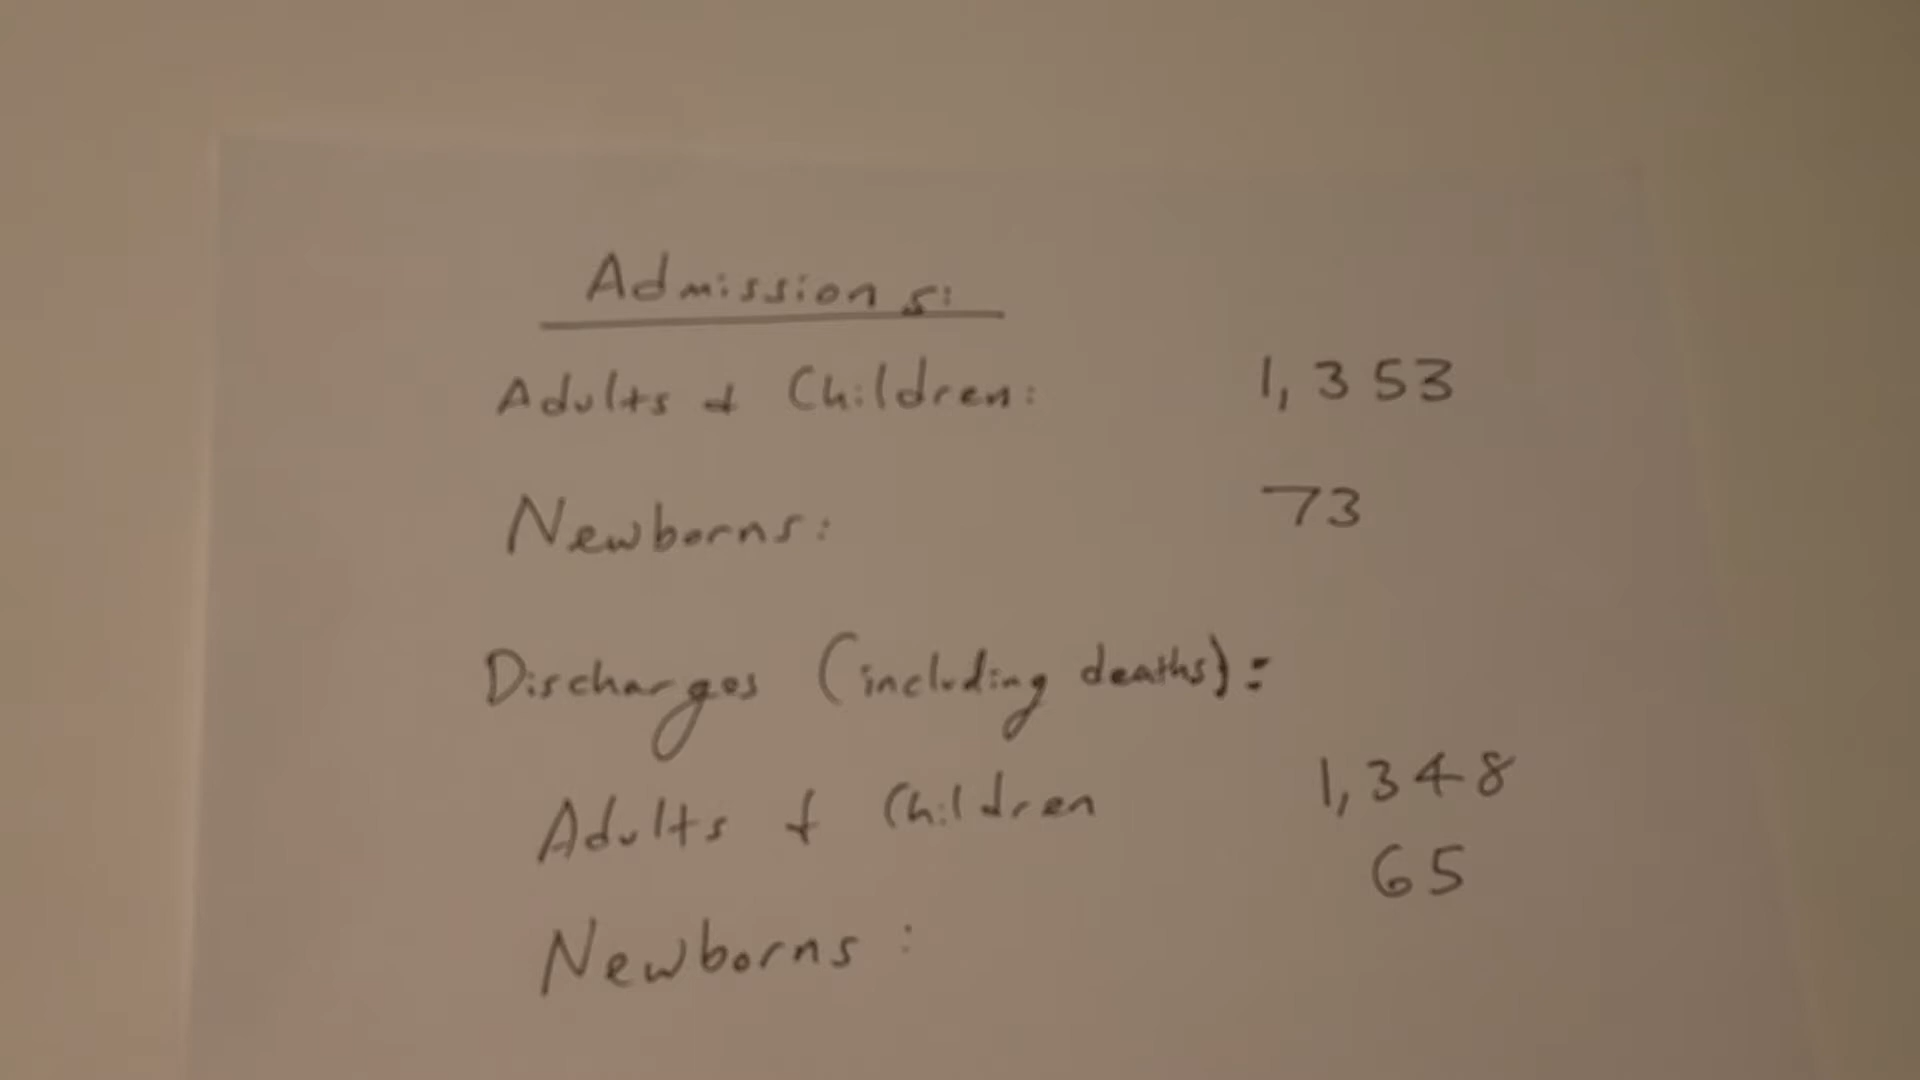 Admissions:
Adults & Children: 1,353
Newborns: 73
Discharges (including deaths):
Adults & Children 1,348
65
Newborns: